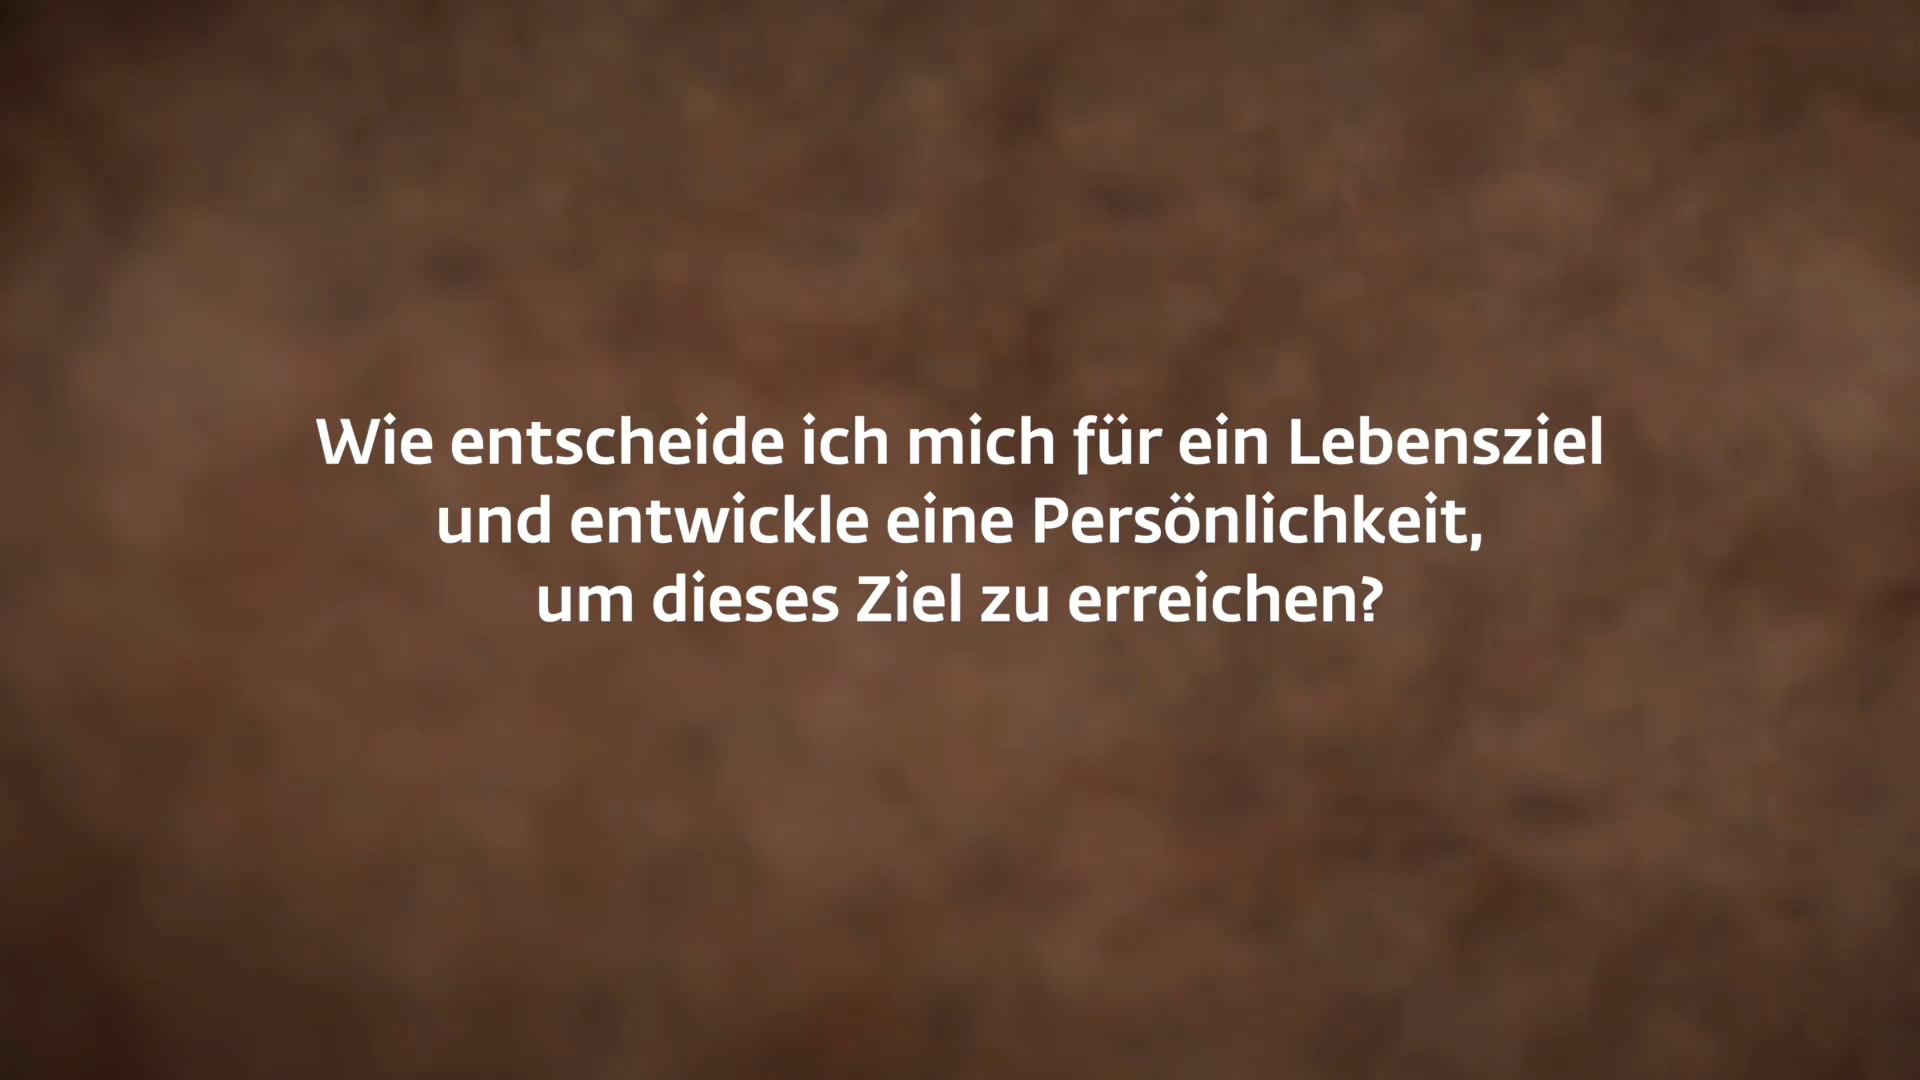 Wie entscheide ich mich für ein Lebensziel
und entwickle eine Persönlichkeit,
um dieses Ziel zu erreichen?